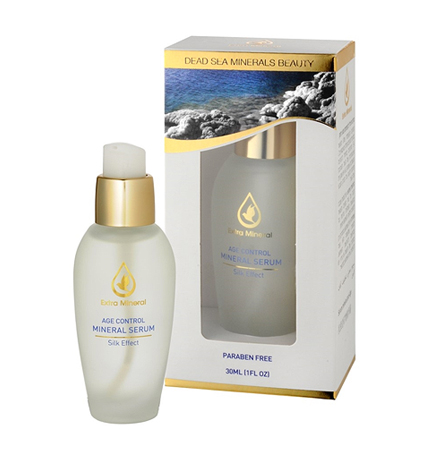 DEAD SEA MINERALS BEAUTY
Extra Mineral
AGE CONTROL
MINERAL SERUM
Silk Effect
PARABEN FREE
30ML (1FL OZ)
Extra Mineral
AGE CONTROL
MINERAL SERUM
Silk Effect